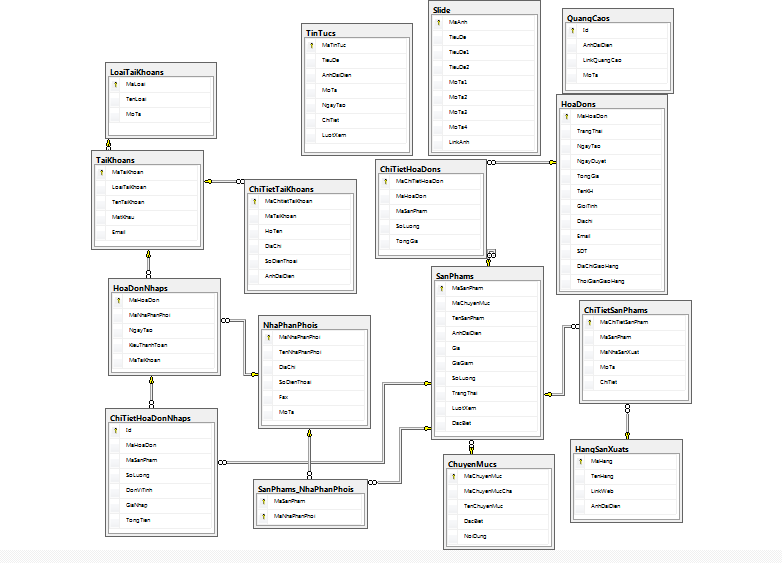 LoaiTaiKhoans
MaLoai
TenLoai
MoTa
TaiKhoans
MaTaiKhoan
LoaiTaiKhoan
TenTaiKhoan
MatKhau
Email
ChiTietTaiKhoans
MaChitietTaiKhoan
MaTaiKhoan
HoTen
DiaChi
SoDienThoai
AnhDaiDien
TinTucs
MaTinTuc
TieuDe
AnhDaiDien
MoTa
NgayTao
ChiTiet
LuotXem
Slide
MaAnh
TieuDe
TieuDe1
TieuDe2
MoTa1
MoTa2
MoTa3
MoTa4
LinkAnh
QuangCaos
Id
AnhDaiDien
LinkQuangCao
MoTa
HoaDons
MaHoaDon
TrangThai
NgayTao
NgayDuyet
TongGia
TenKH
GioiTinh
Diachi
Email
SDT
DiaChiGiaoHang
ThoiGianGiaoHang
ChiTietHoaDons
MaChiTietHoaDon
MaHoaDon
MaSanPham
SoLuong
TongGia
HoaDonNhaps
MaHoaDon
MaNhaPhanPhoi
NgayTao
KieuThanhToan
MaTaiKhoan
NhaPhanPhois
MaNhaPhanPhoi
TenNhaPhanPhoi
DiaChi
SoDienThoai
Fax
MoTa
SanPhams
MaSanPham
MaChuyenMuc
TenSanPham
AnhDaiDien
Gia
GiaGiam
SoLuong
TrangThai
LuotXem
DacBiet
ChiTietSanPhams
MaChiTietSanPham
MaSanPham
MaNhaSanXuat
MoTa
ChiTiet
ChiTietHoaDonNhaps
Id
MaHoaDon
MaSanPham
SoLuong
DonViTinh
GiaNhap
TongTien
SanPhams_NhaPhanPhois
MaSanPham
MaNhaPhanPhoi
ChuyenMucs
MaChuyenMuc
MaChuyenMucCha
TenChuyenMuc
DacBiet
NoiDung
HangSanXuats
MaHang
TenHang
LinkWeb
AnhDaiDien